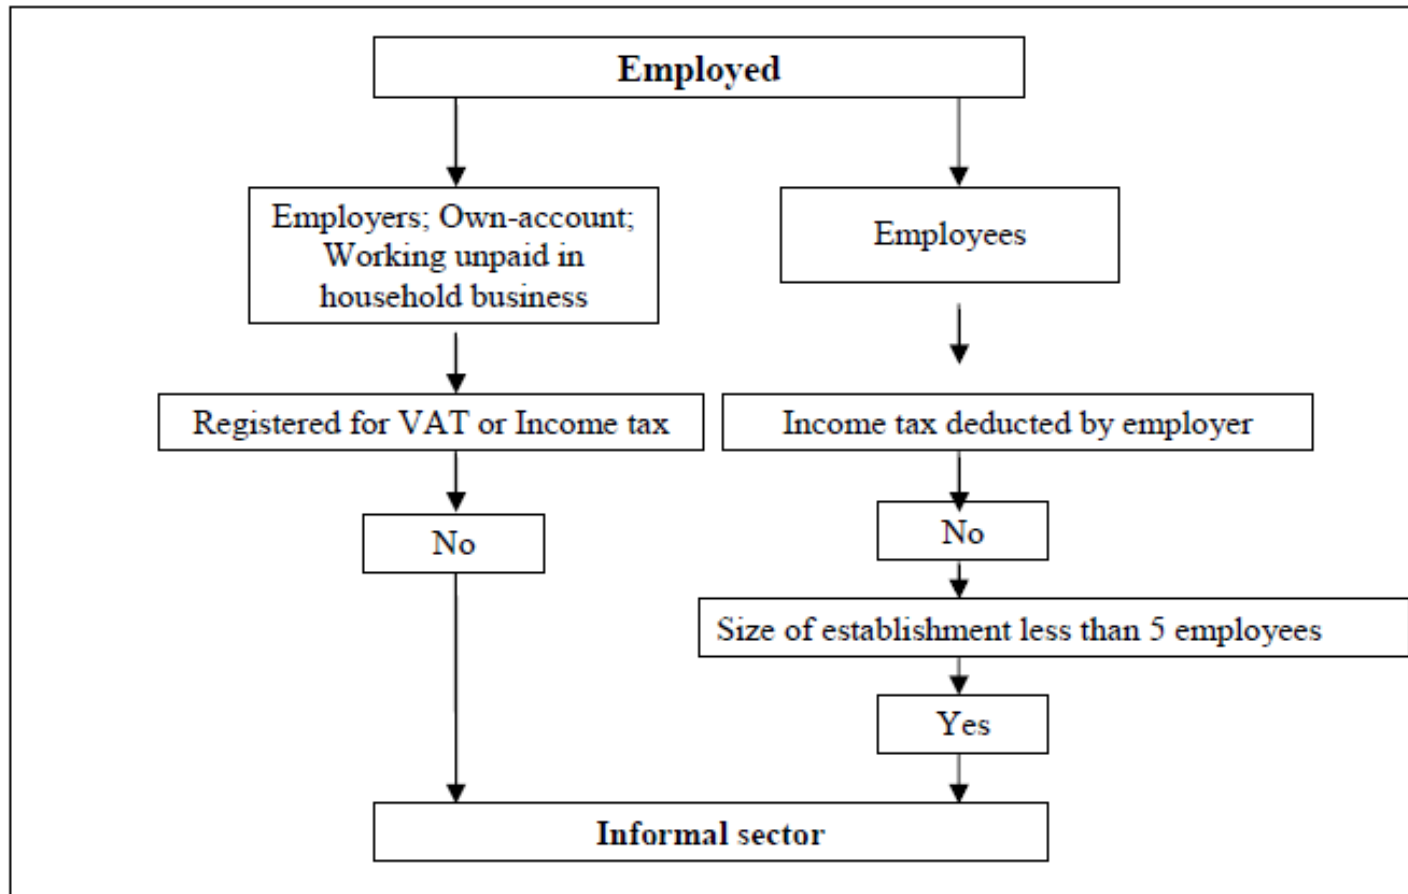 Employed
Employers; Own-account;
Working unpaid in
household business
Employees
Registered for VAT or Income tax
Income tax deducted by employer
No
No
Size of establishment less than 5 employees
Yes
Informal sector